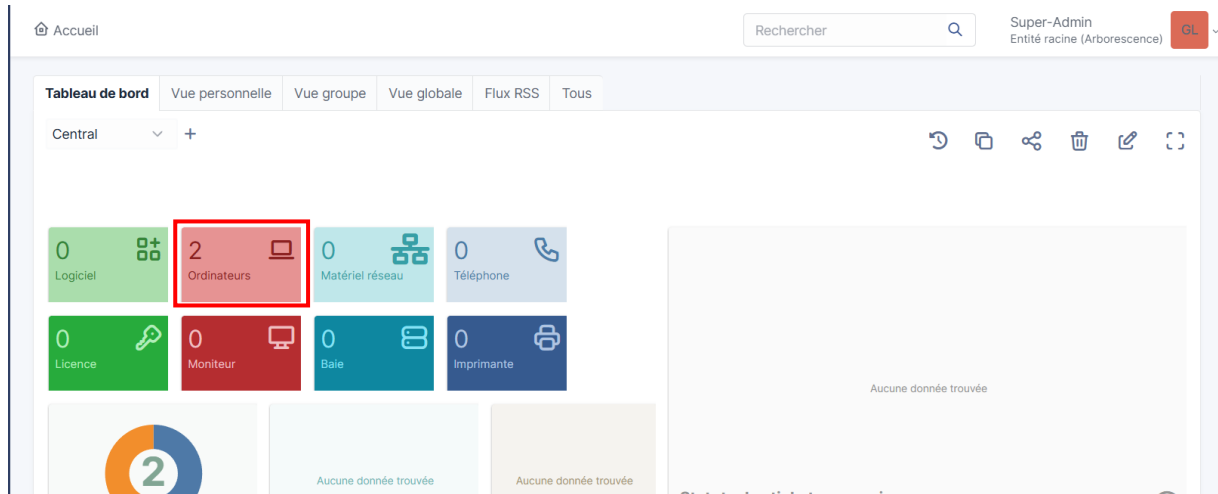 Accueil
Rechercher
Super-Admin
Entité racine (Arborescence)
GL
Tableau de bord
Vue personnelle
Vue groupe
Vue globale
Flux RSS
Tous
Central
0
Logiciel
2
Ordinateurs
0
Matériel réseau
0
Téléphone
0
Licence
0
Moniteur
0
Baie
0
Imprimante
Aucune donnée trouvée
2
Aucune donnée trouvée
Aucune donnée trouvée